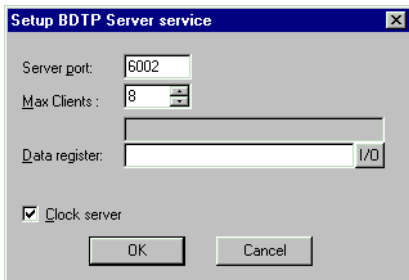 Setup BDTP Server service
Server port: 6002
Max Clients : 8
Data register: I/O
Clock server
OK Cancel